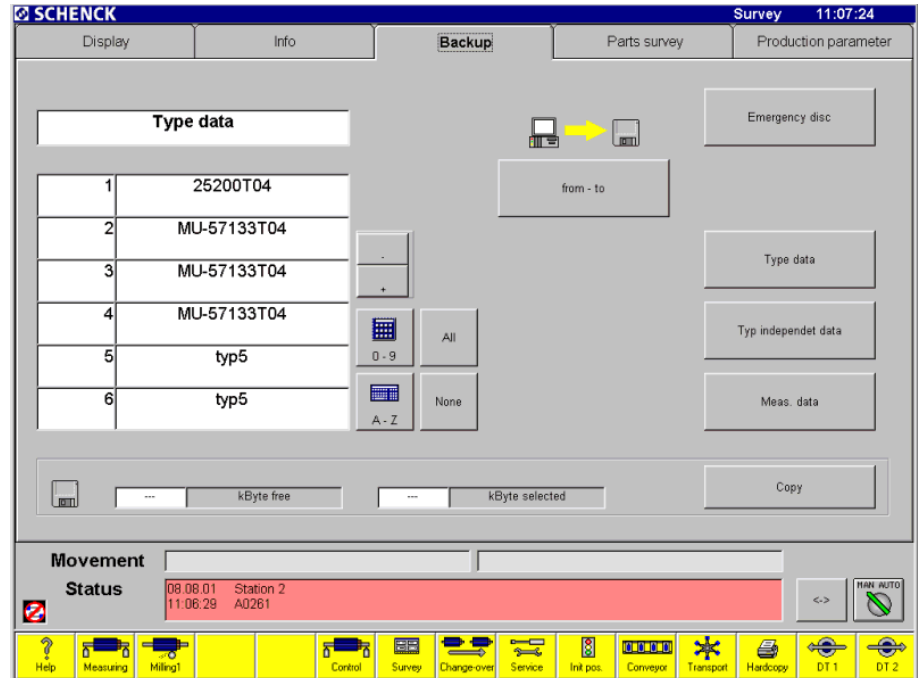 SCHENCK
Survey 11:07:24
Display Info Backup Parts survey Production parameter
Type data
Emergency disc
from - to
1 25200T04
2 MU-57133T04
3 MU-57133T04
4 MU-57133T04
5 typ5
6 typ5
-
+
0 - 9
All
A - Z
None
Type data
Typ independet data
Meas. data
--- kByte free
--- kByte selected
Copy
Movement
Status
08.08.01 Station 2
11:06:29 A0261
<->
MAN AUTO
Help Measuring Milling1 Control Survey Change-over Service Init pos. Conveyor Transport Hardcopy DT 1 DT 2